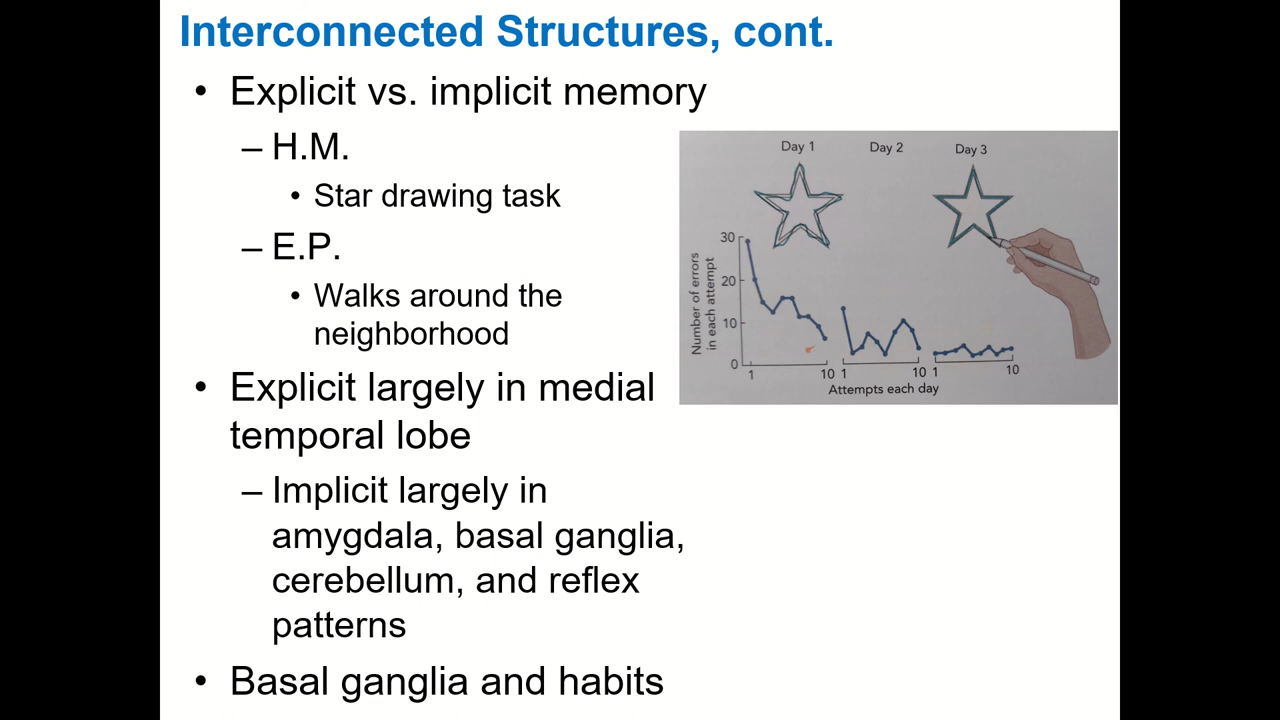 Interconnected Structures, cont.
• Explicit vs. implicit memory
– H.M.
• Star drawing task
– E.P.
• Walks around the
neighborhood
• Explicit largely in medial
temporal lobe
– Implicit largely in
amygdala, basal ganglia,
cerebellum, and reflex
patterns
• Basal ganglia and habits
Day 1 Day 2 Day 3
Number of errors
in each attempt
30
20
10
0
1 10 1 10 1 10
Attempts each day